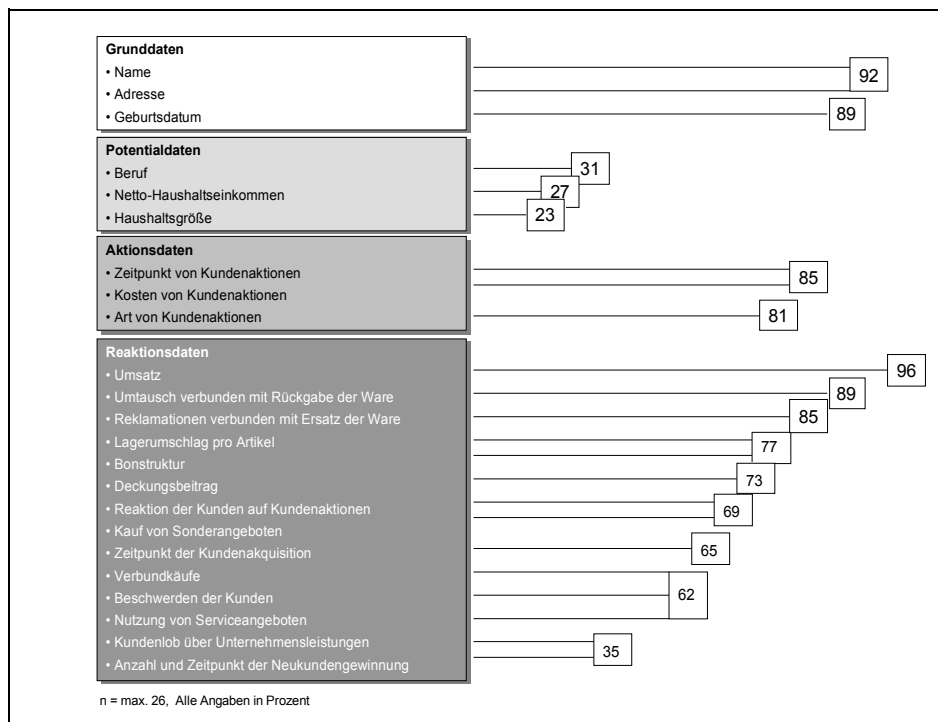 Grunddaten
• Name
92
• Adresse
• Geburtsdatum
89
Potentialdaten
• Beruf
31
• Netto-Haushaltseinkommen
27
• Haushaltsgröße
23
Aktionsdaten
• Zeitpunkt von Kundenaktionen
85
• Kosten von Kundenaktionen
• Art von Kundenaktionen
81
Reaktionsdaten
• Umsatz
96
• Umtausch verbunden mit Rückgabe der Ware
89
• Reklamationen verbunden mit Ersatz der Ware
85
• Lagerumschlag pro Artikel
77
• Bonstruktur
• Deckungsbeitrag
73
• Reaktion der Kunden auf Kundenaktionen
69
• Kauf von Sonderangeboten
• Zeitpunkt der Kundenakquisition
65
• Verbundkäufe
• Beschwerden der Kunden
62
• Nutzung von Serviceangeboten
• Kundenlob über Unternehmensleistungen
35
• Anzahl und Zeitpunkt der Neukundengewinnung
n = max. 26, Alle Angaben in Prozent